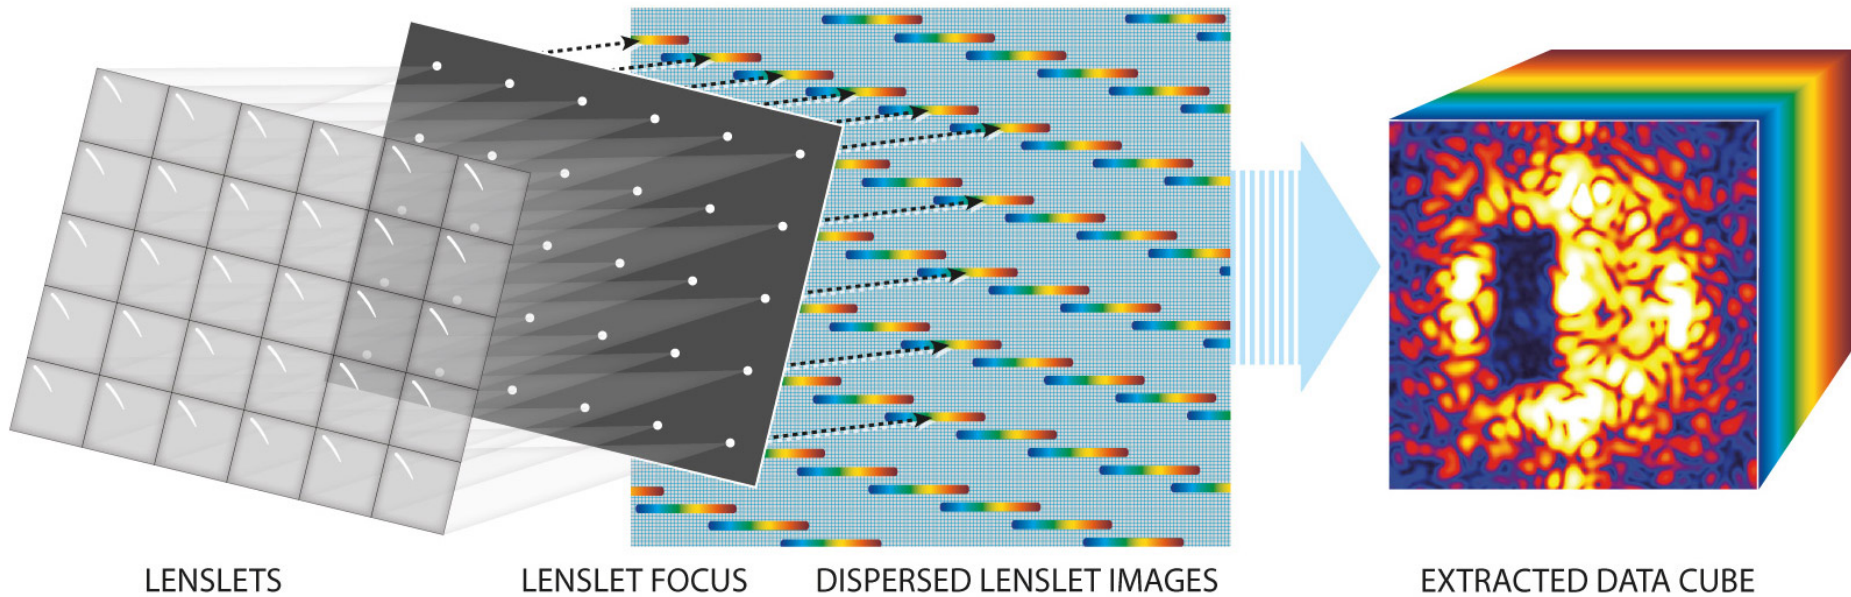 LENSLETS
LENSLET FOCUS
DISPERSED LENSLET IMAGES
EXTRACTED DATA CUBE